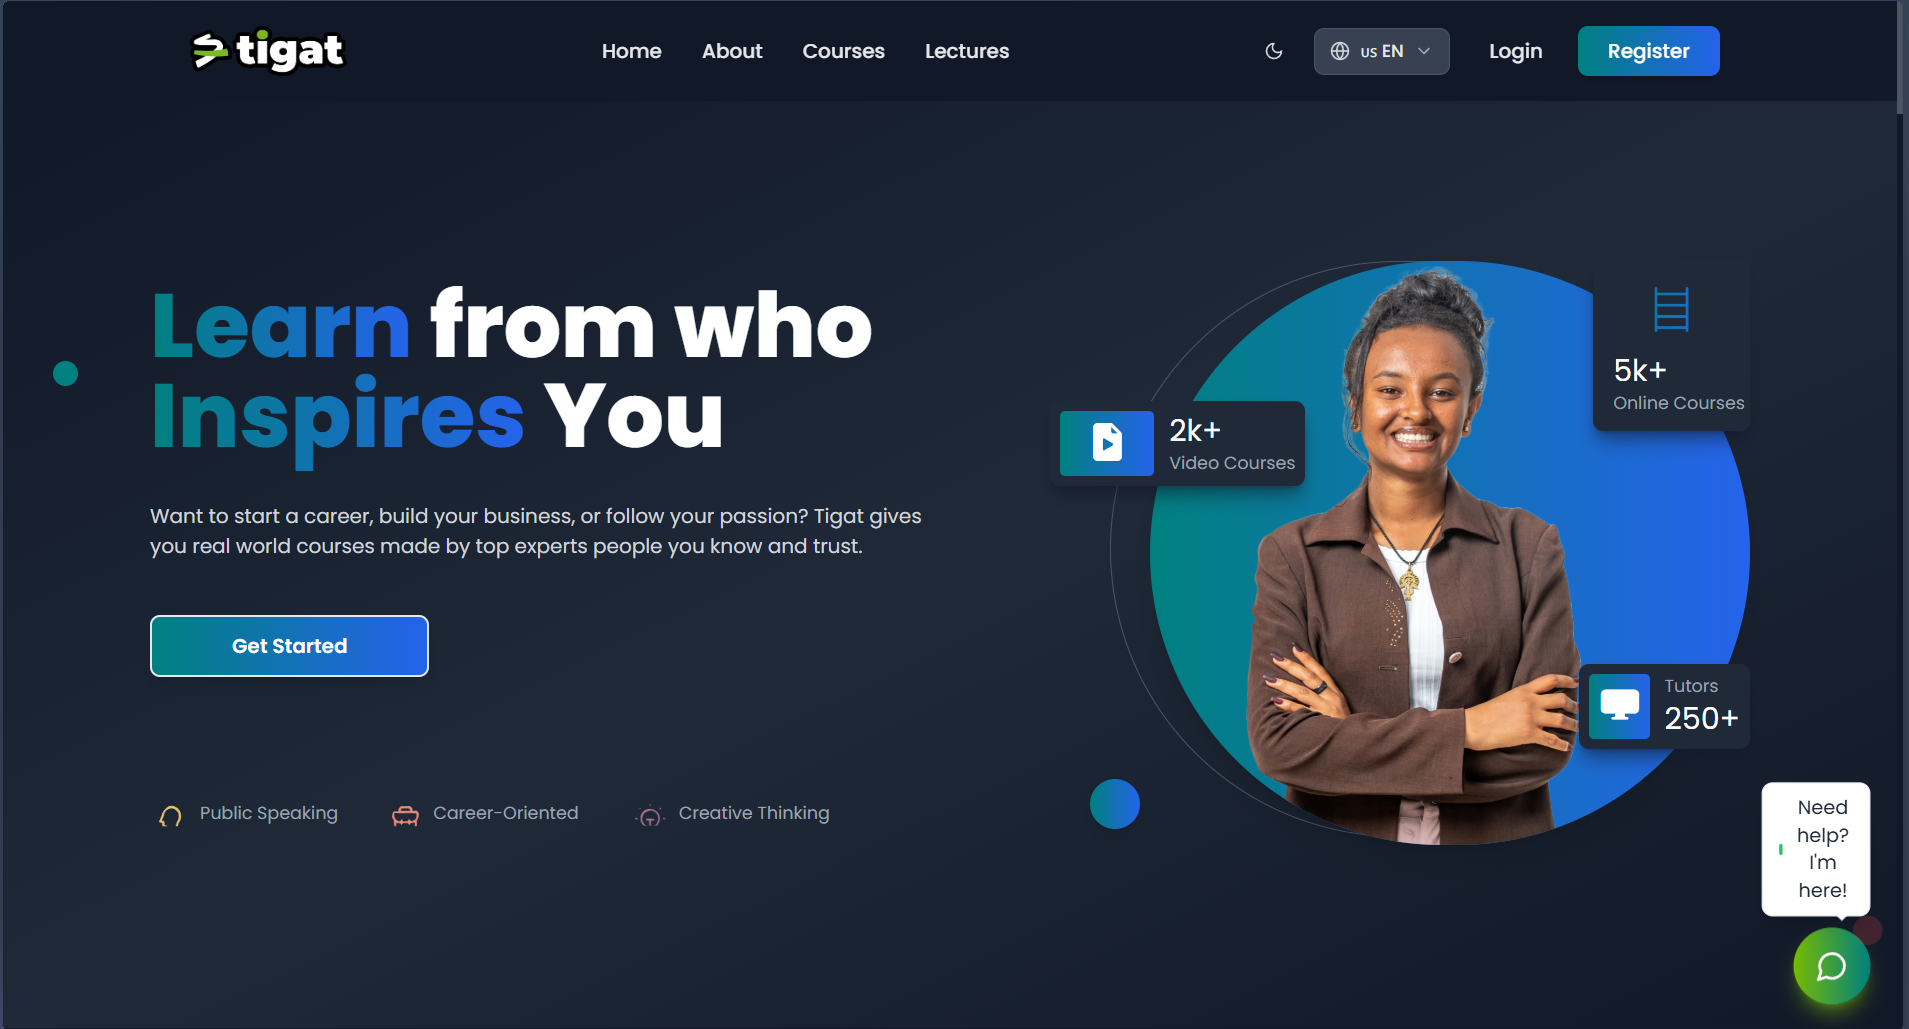 tigat
Home
About
Courses
Lectures
us EN
Login
Register
Learn from who
Inspires You
Want to start a career, build your business, or follow your passion? Tigat gives
you real world courses made by top experts people you know and trust.
Get Started
Public Speaking
Career-Oriented
Creative Thinking
2k+
Video Courses
5k+
Online Courses
Tutors
250+
Need
help?
I'm
here!